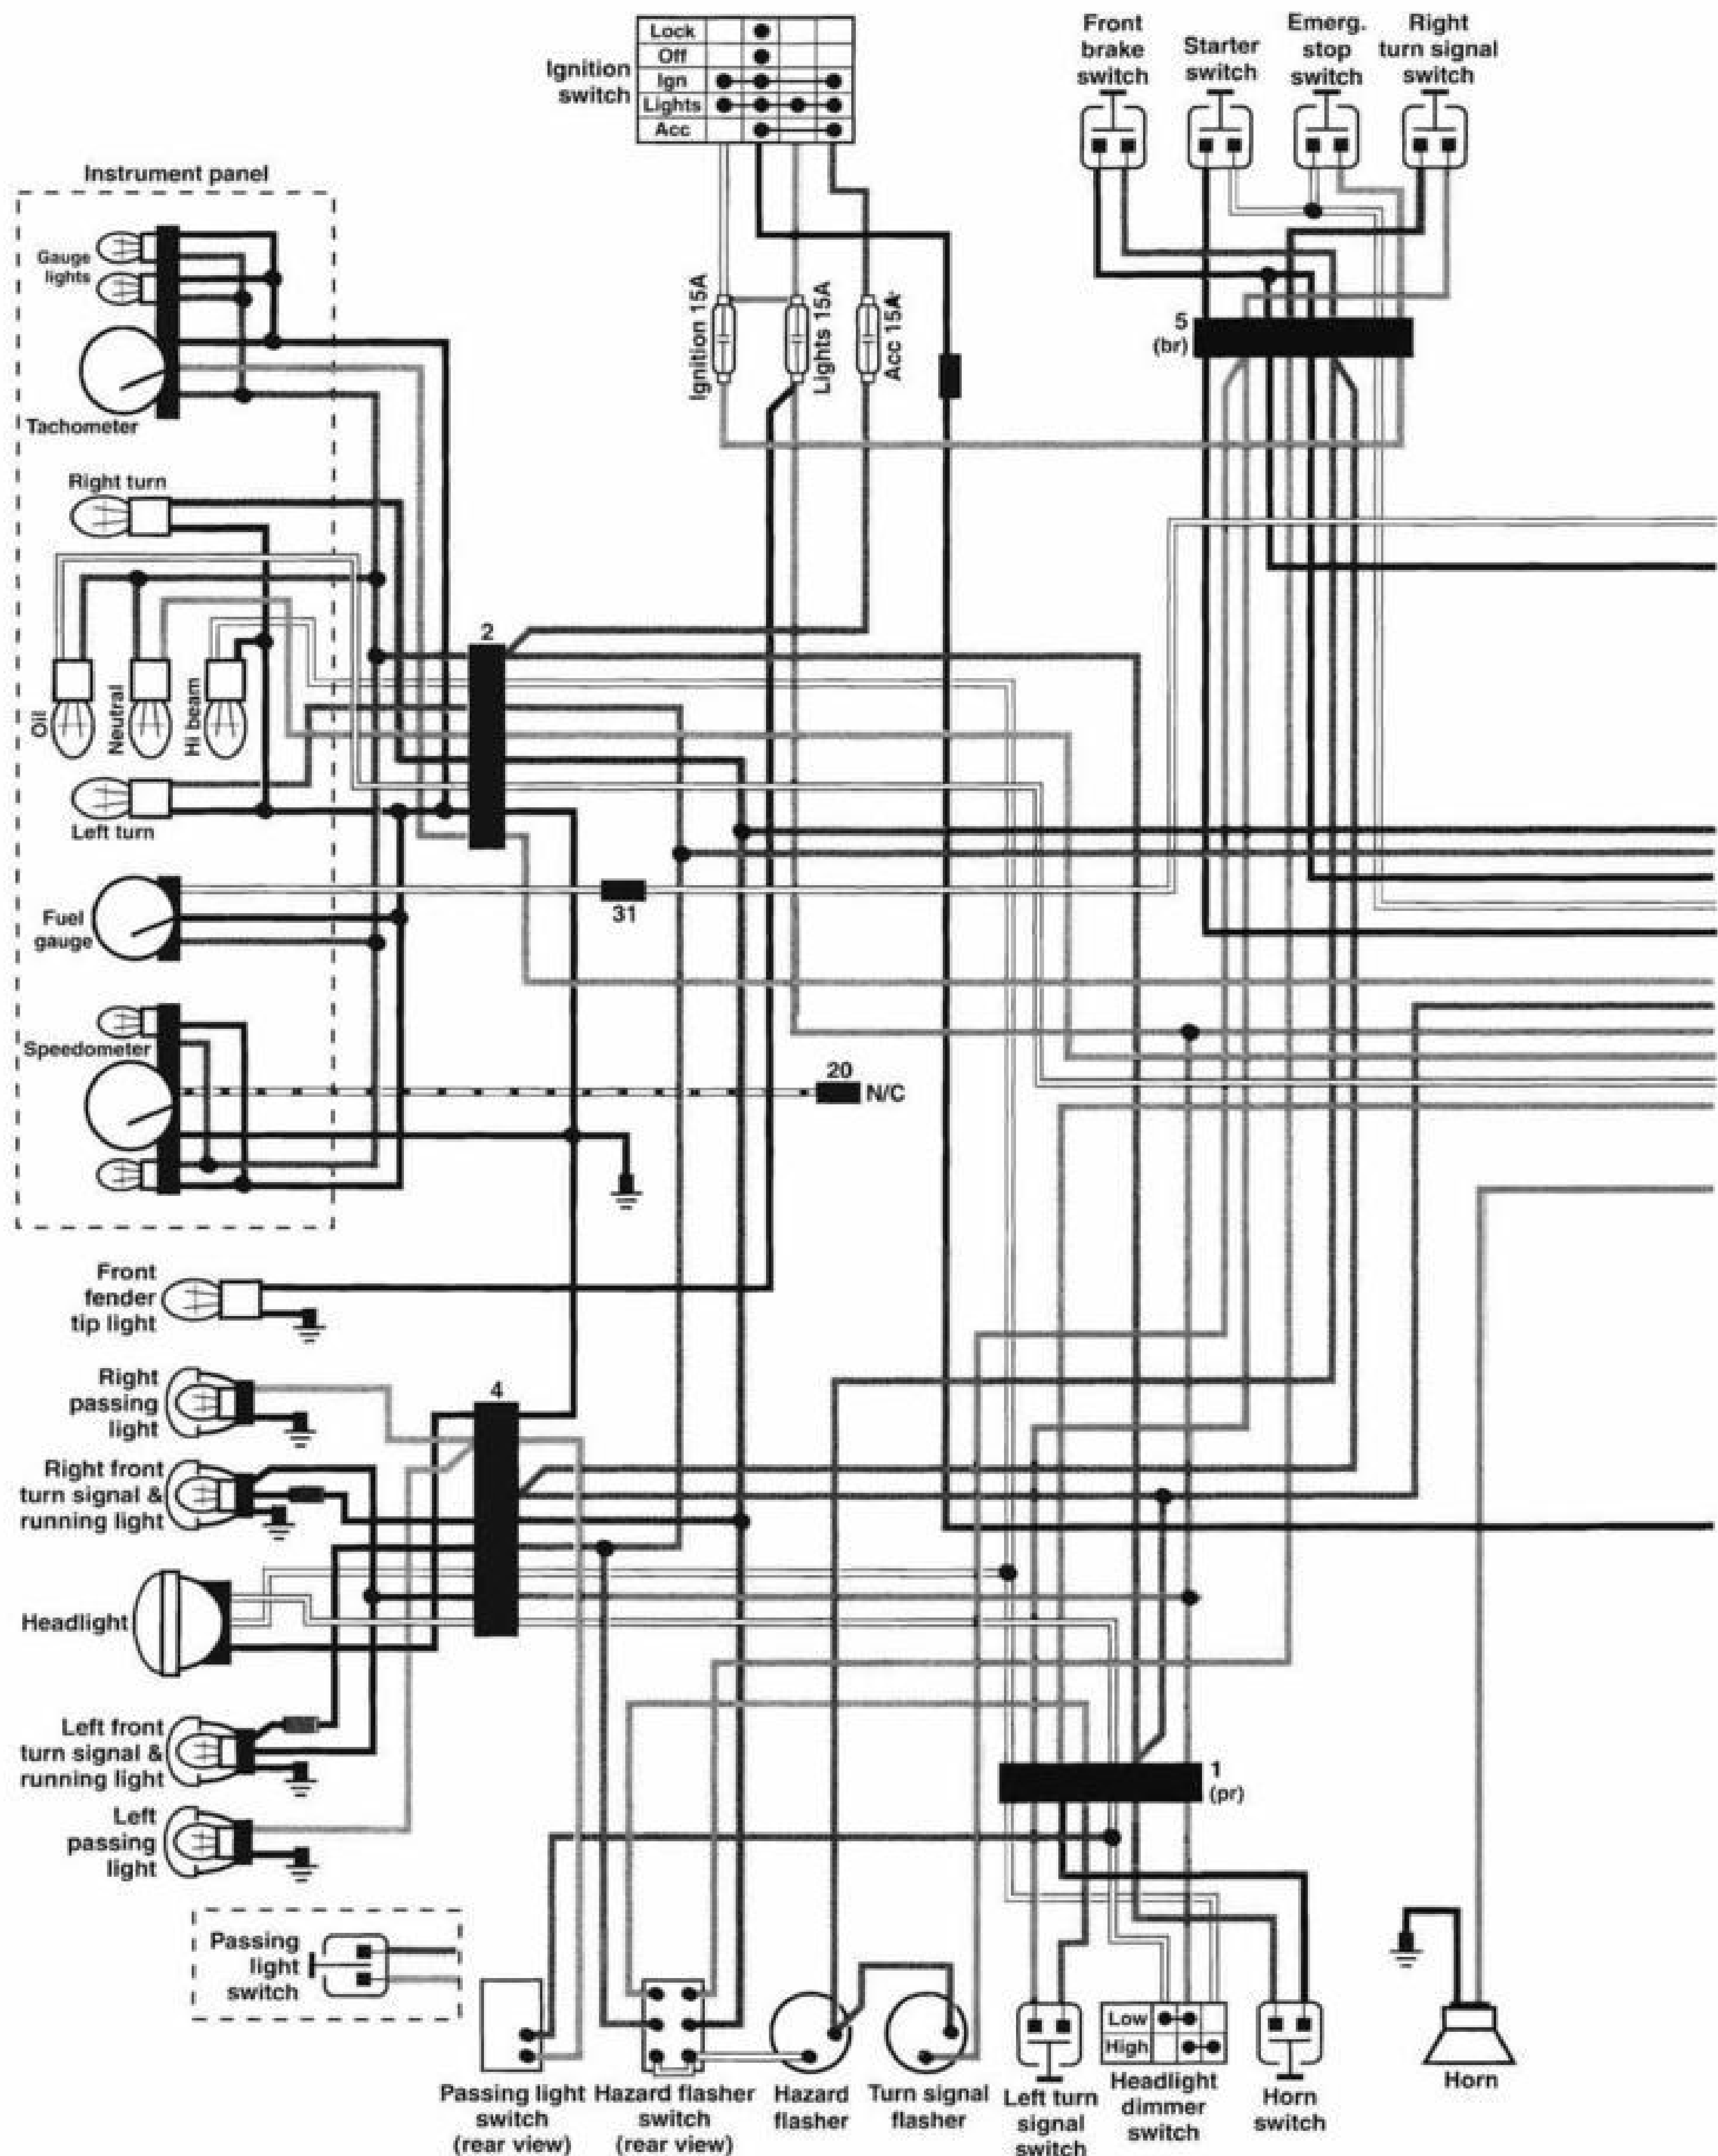 Lock
Off
Ign
Lights
Acc
Ignition
switch
Front
brake
switch
Starter
switch
Emerg.
stop
switch
Right
turn signal
switch
Instrument panel
Gauge
lights
Tachometer
Ignition 15A
Lights 15A
Acc 15A
5
(br)
Right turn
Oil
Neutral
Hi beam
2
Left turn
Fuel
gauge
31
Speedometer
20
N/C
Front
fender
tip light
Right
passing
light
4
Right front
turn signal &
running light
Headlight
Left front
turn signal &
running light
1
(pr)
Left
passing
light
Passing
light
switch
Low
High
Passing light
switch
(rear view)
Hazard flasher
switch
(rear view)
Hazard
flasher
Turn signal
flasher
Left turn
signal
switch
Headlight
dimmer
switch
Horn
switch
Horn